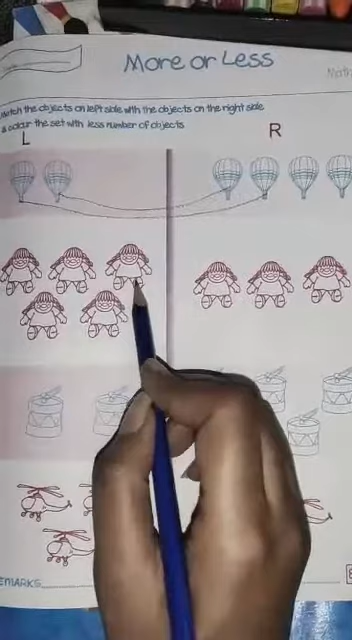 More or Less
Math
Match the objects on left side with the objects on the right side
& colour the set with less number of objects
L
R